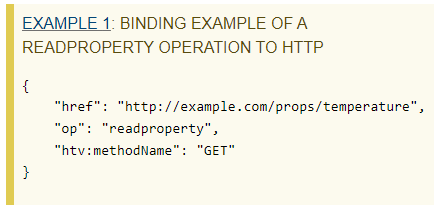 EXAMPLE 1: BINDING EXAMPLE OF A
READPROPERTY OPERATION TO HTTP
{
    "href": "http://example.com/props/temperature",
    "op": "readproperty",
    "htv:methodName": "GET"
}